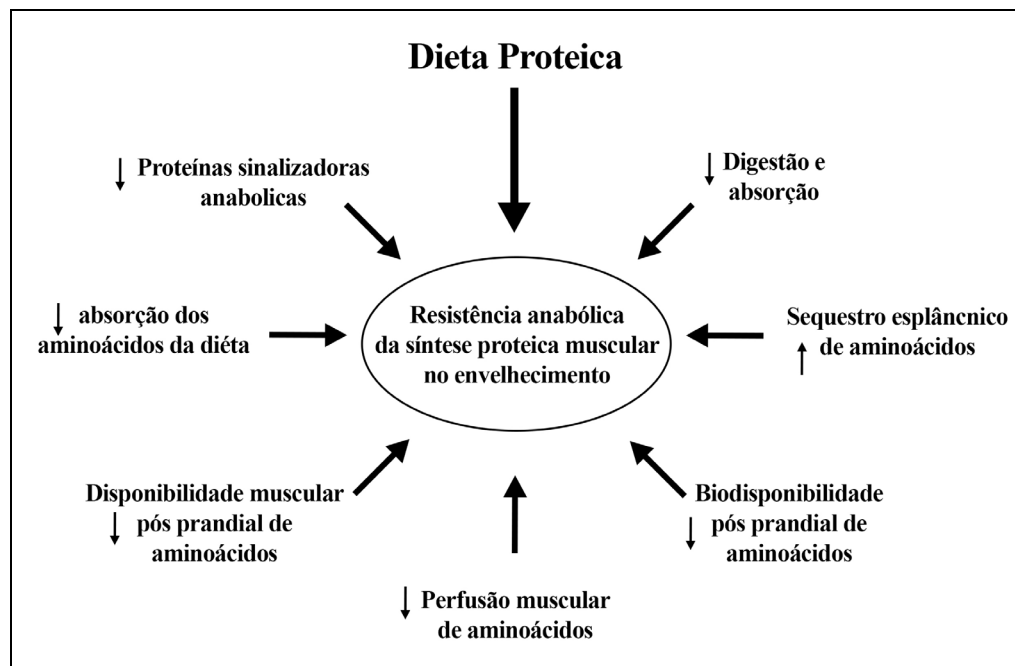 Dieta Proteica
↓ Proteínas sinalizadoras
anabolicas
↓ Digestão e
absorção
↓ absorção dos
aminoácidos da diéta
Resistência anabólica
da síntese proteica muscular
no envelhecimento
Sequestro esplâncnico
↑ de aminoácidos
Disponibilidade muscular
↓ pós prandial de
aminoácidos
Biodisponibilidade
↓ pós prandial de
aminoácidos
↓ Perfusão muscular
de aminoácidos